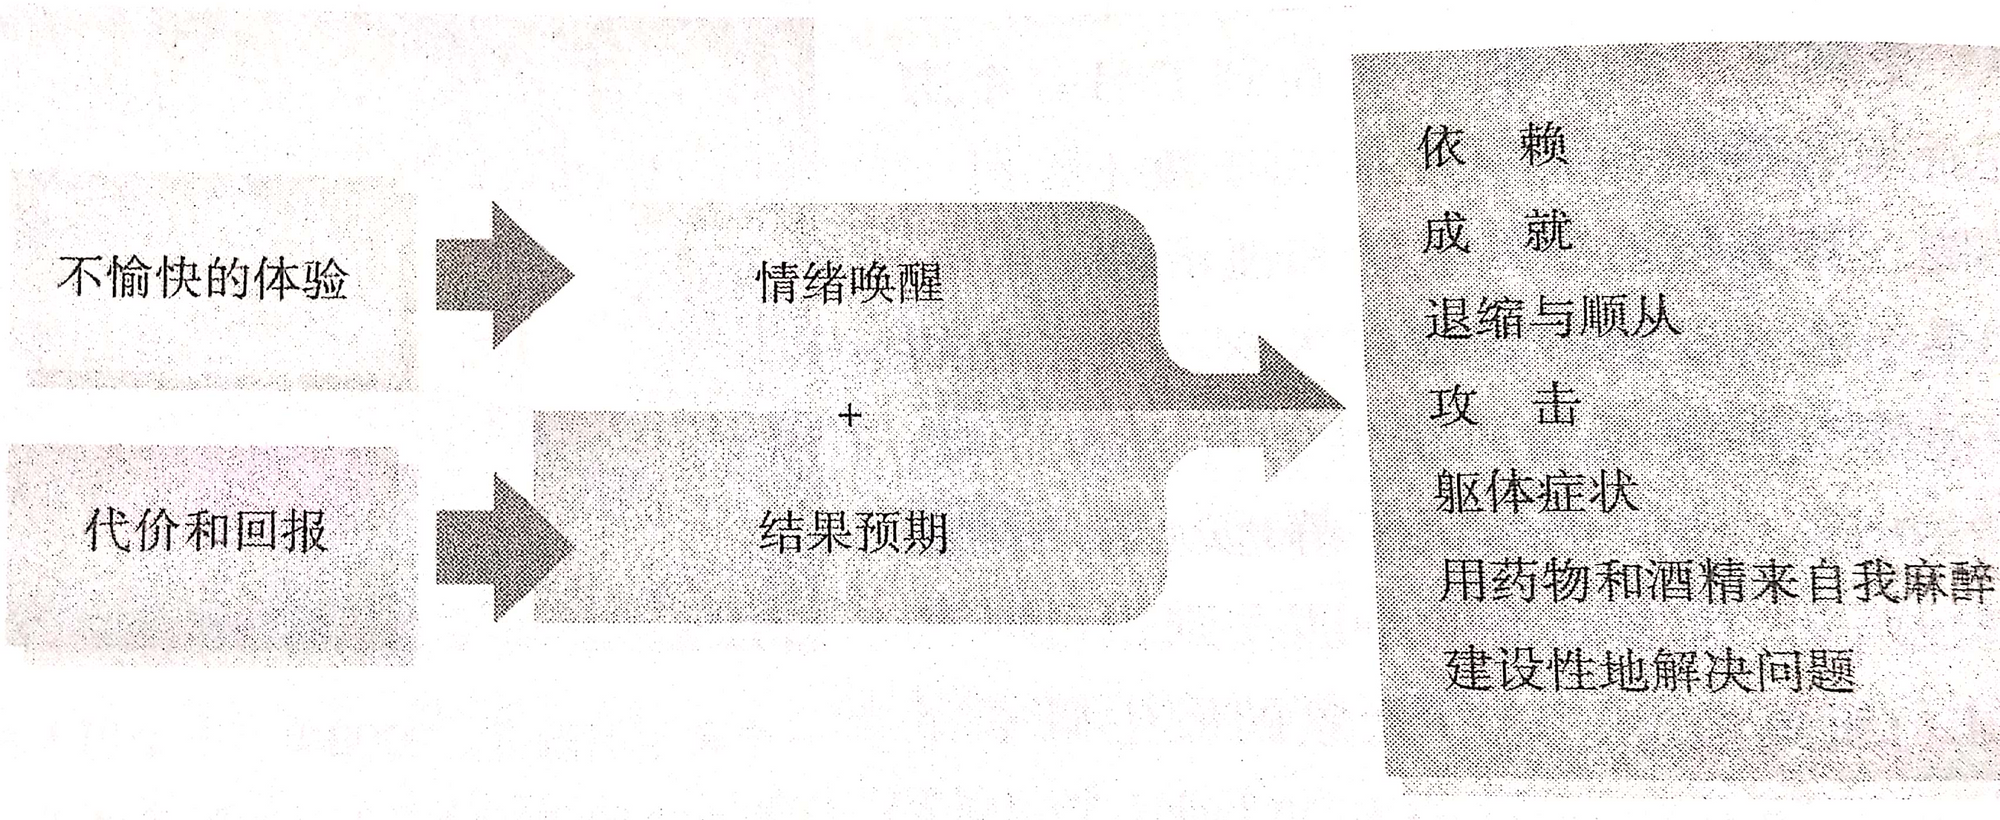 不愉快的体验
情绪唤醒
+
代价和回报
结果预期
依 赖
成 就
退缩与顺从
攻 击
躯体症状
用药物和酒精来自我麻醉
建设性地解决问题